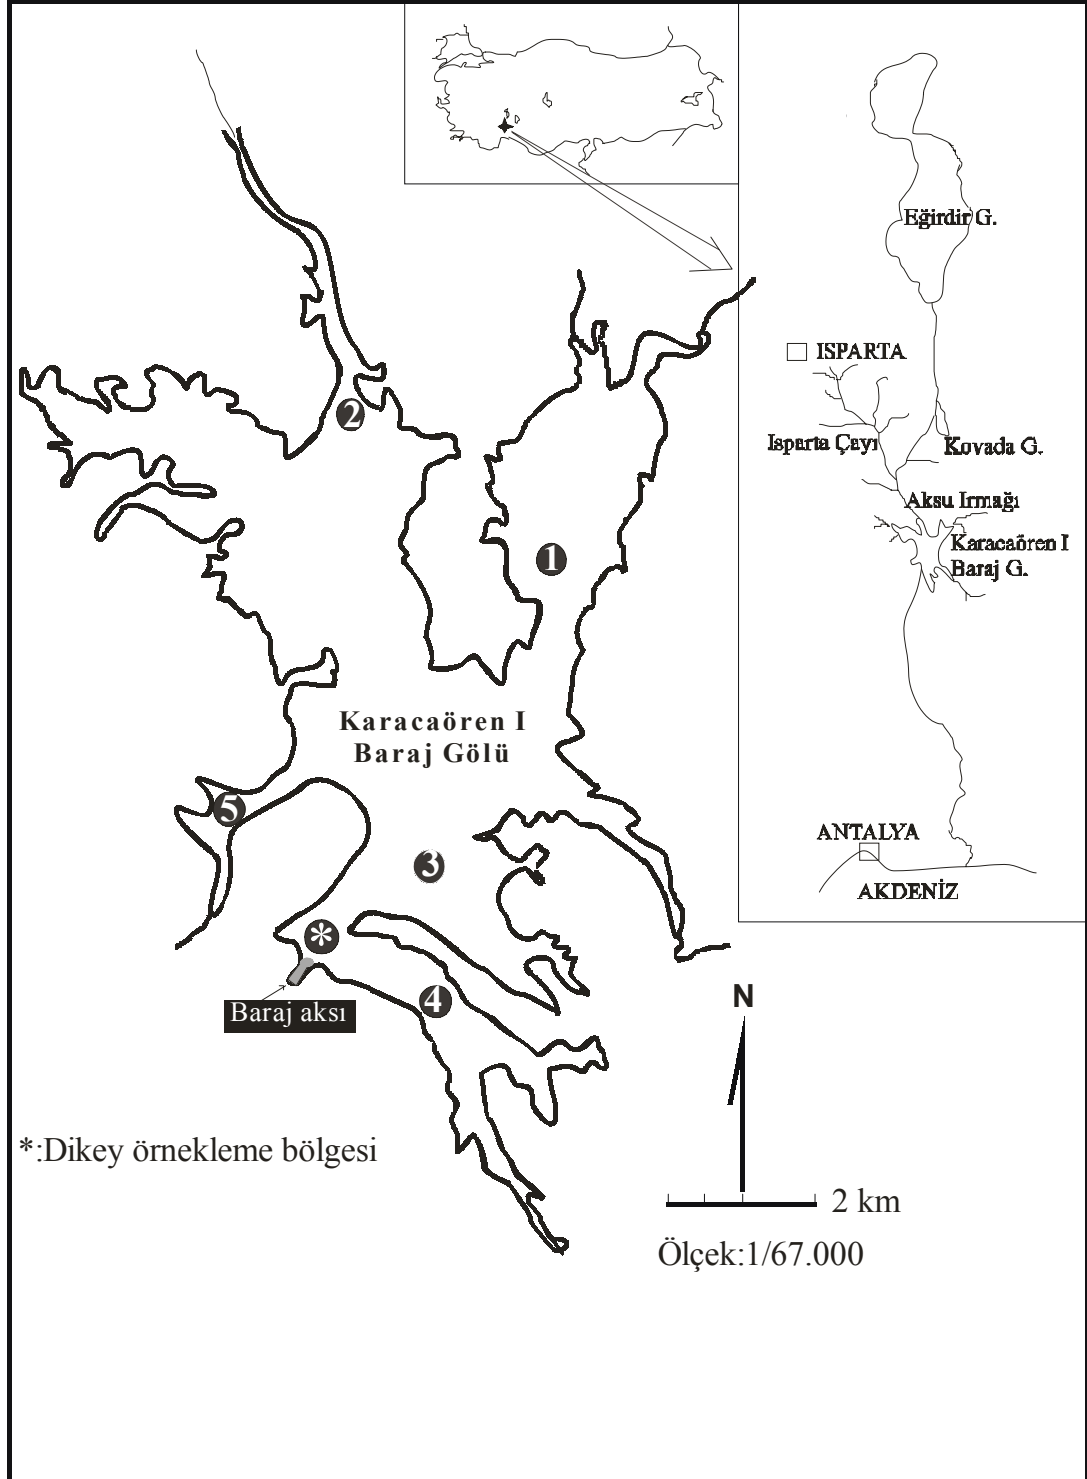 Eğirdir G.
ISPARTA
Isparta Çayı
Kovada G.
Aksu Irmağı
Karacaören I
Baraj G.
ANTALYA
AKDENİZ
2
1
Karacaören I
Baraj Gölü
5
3
*
4
Baraj aksı
N
*:Dikey örnekleme bölgesi
2 km
Ölçek:1/67.000